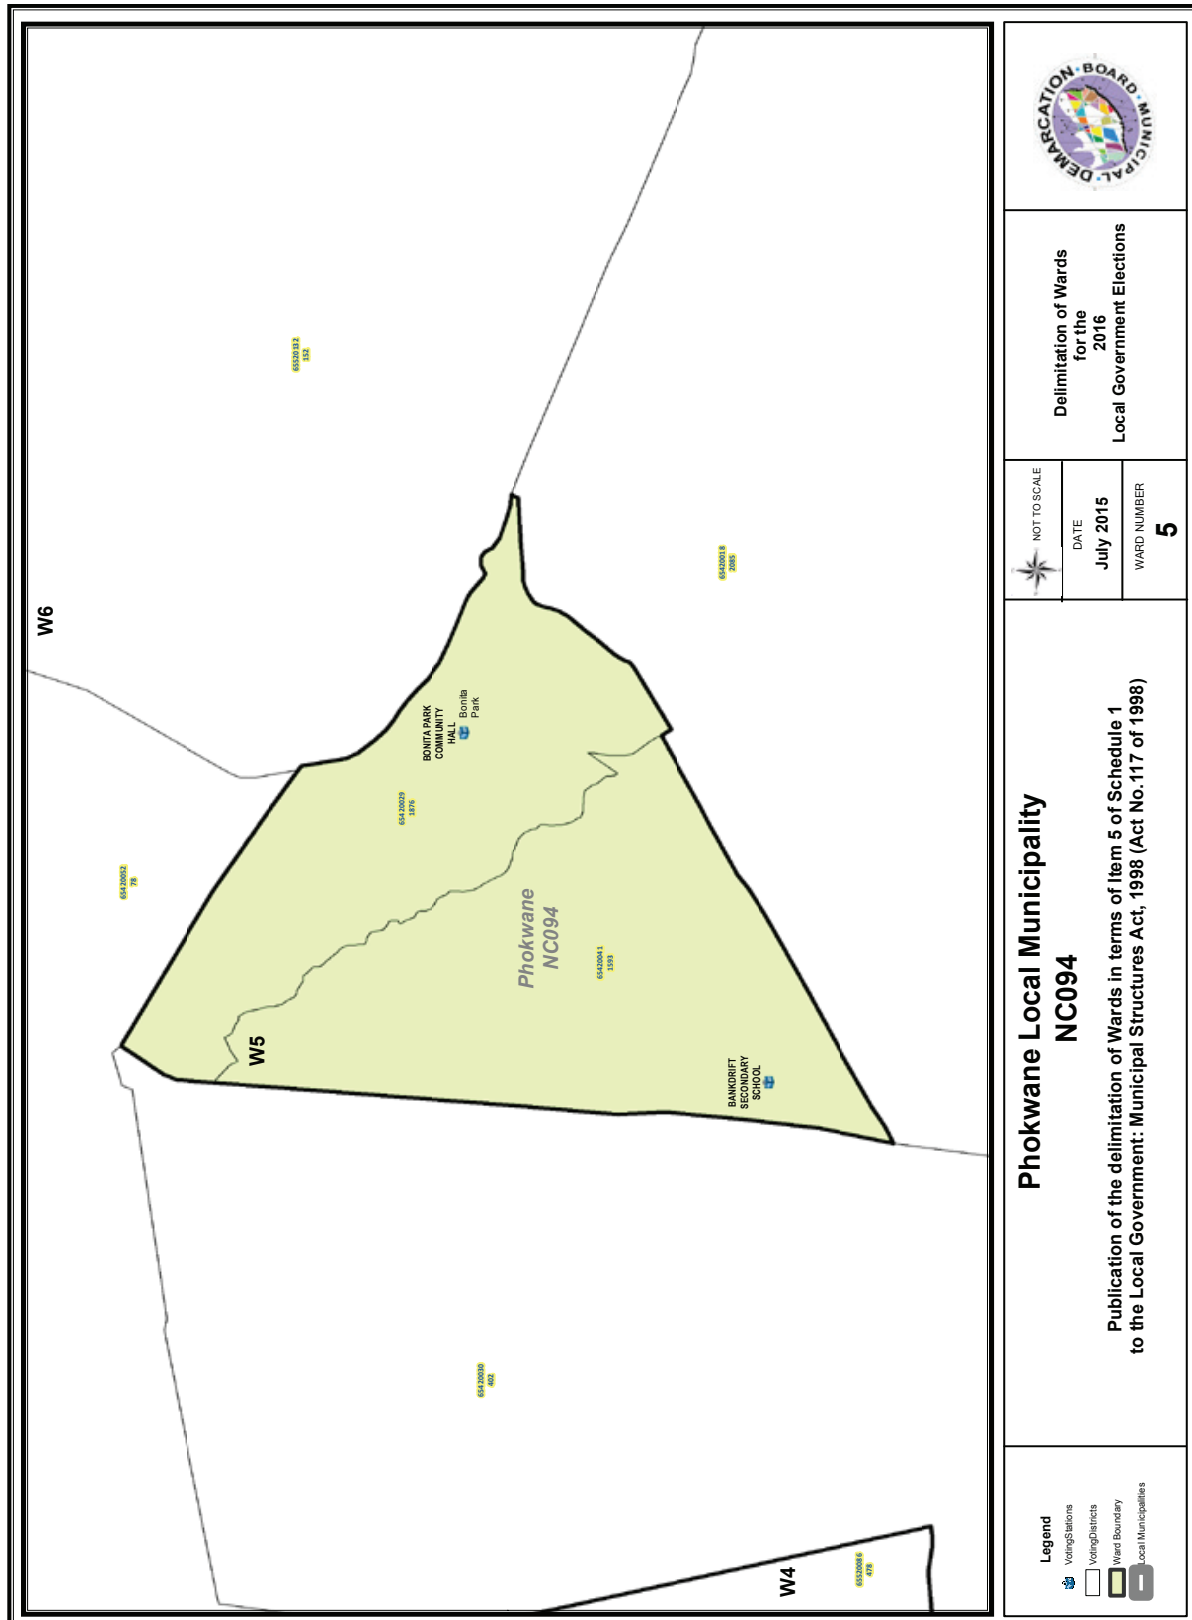 W6
65520132
152
65420052
78
BONITA PARK
COMMUNITY
HALL
Bonita
Park
65420029
1876
65420018
2085
Phokwane
NC094
65420041
1593
W5
BANKDRIFT
SECONDARY
SCHOOL
65420030
402
W4
65520086
478
Legend
VotingStations
VotingDistricts
Ward Boundary
Local Municipalities
Phokwane Local Municipality
NC094
Publication of the delimitation of Wards in terms of Item 5 of Schedule 1
to the Local Government: Municipal Structures Act, 1998 (Act No.117 of 1998)
NOT TO SCALE
DATE
July 2015
WARD NUMBER
5
Delimitation of Wards
for the
2016
Local Government Elections
MUNICIPAL · DEMARCATION · BOARD ·